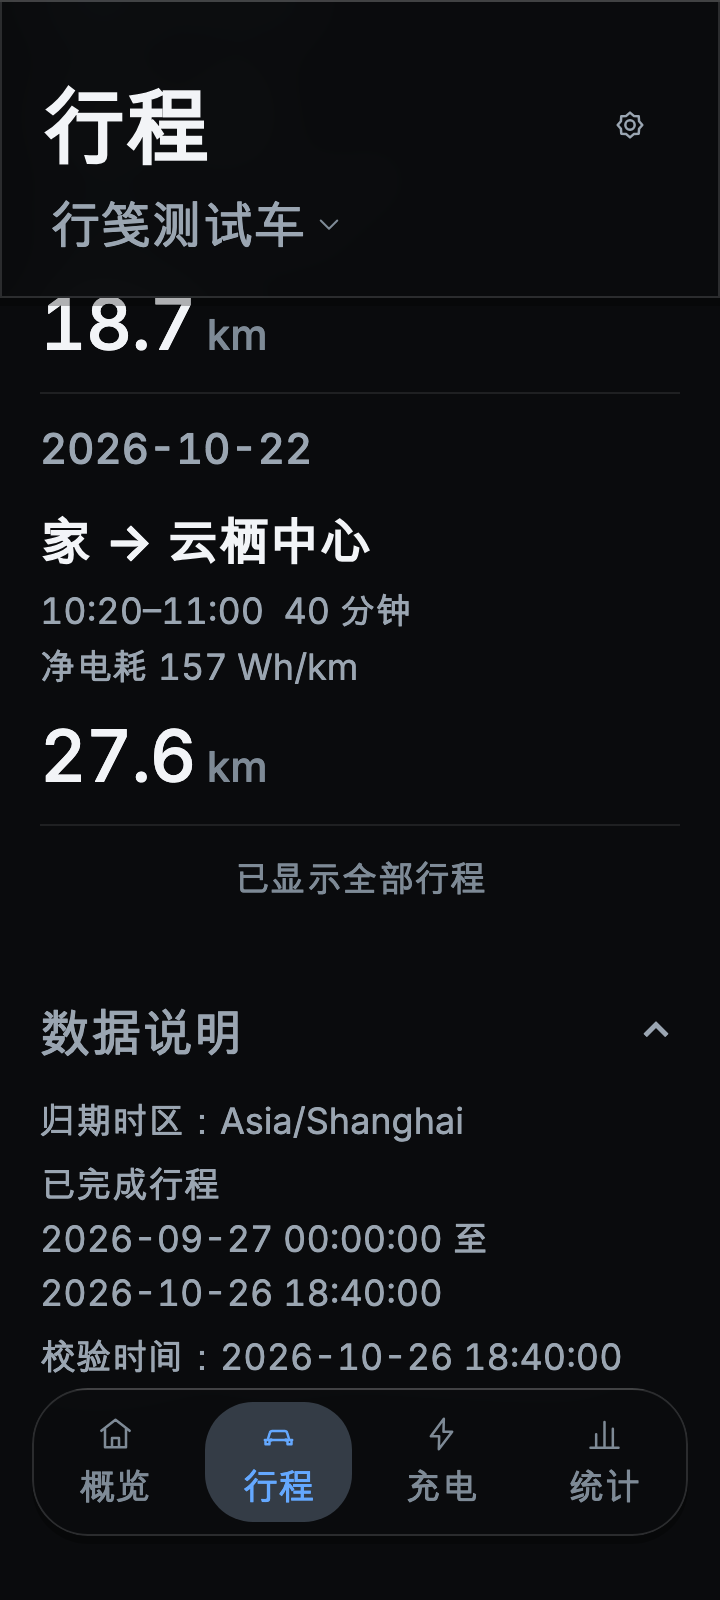 行程
行笺测试车
18.7 km
2026-10-22
家 → 云栖中心
10:20–11:00 40 分钟
净电耗 157 Wh/km
27.6 km
已显示全部行程
数据说明
归期时区：Asia/Shanghai
已完成行程
2026-09-27 00:00:00 至
2026-10-26 18:40:00
校验时间：2026-10-26 18:40:00
概览 行程 充电 统计